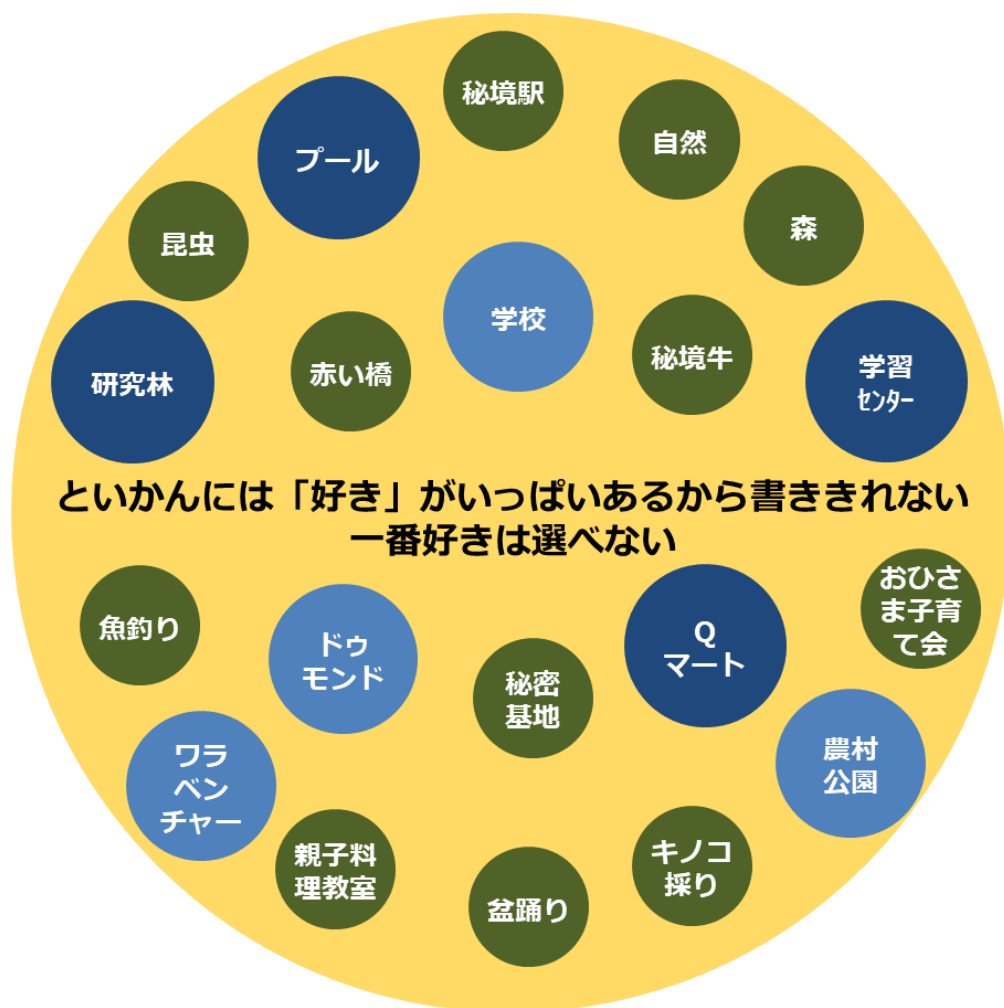 秘境駅
自然
プール
森
昆虫
学校
秘境牛
赤い橋
研究林
学習
ｾﾝﾀｰ
といかんには「好き」がいっぱいあるから書ききれない
一番好きは選べない
おひさ
ま子育
て会
魚釣り
ドゥ
モンド
Q
マート
秘密
基地
農村
公園
ワラ
ベン
チャー
親子料
理教室
キノコ
採り
盆踊り